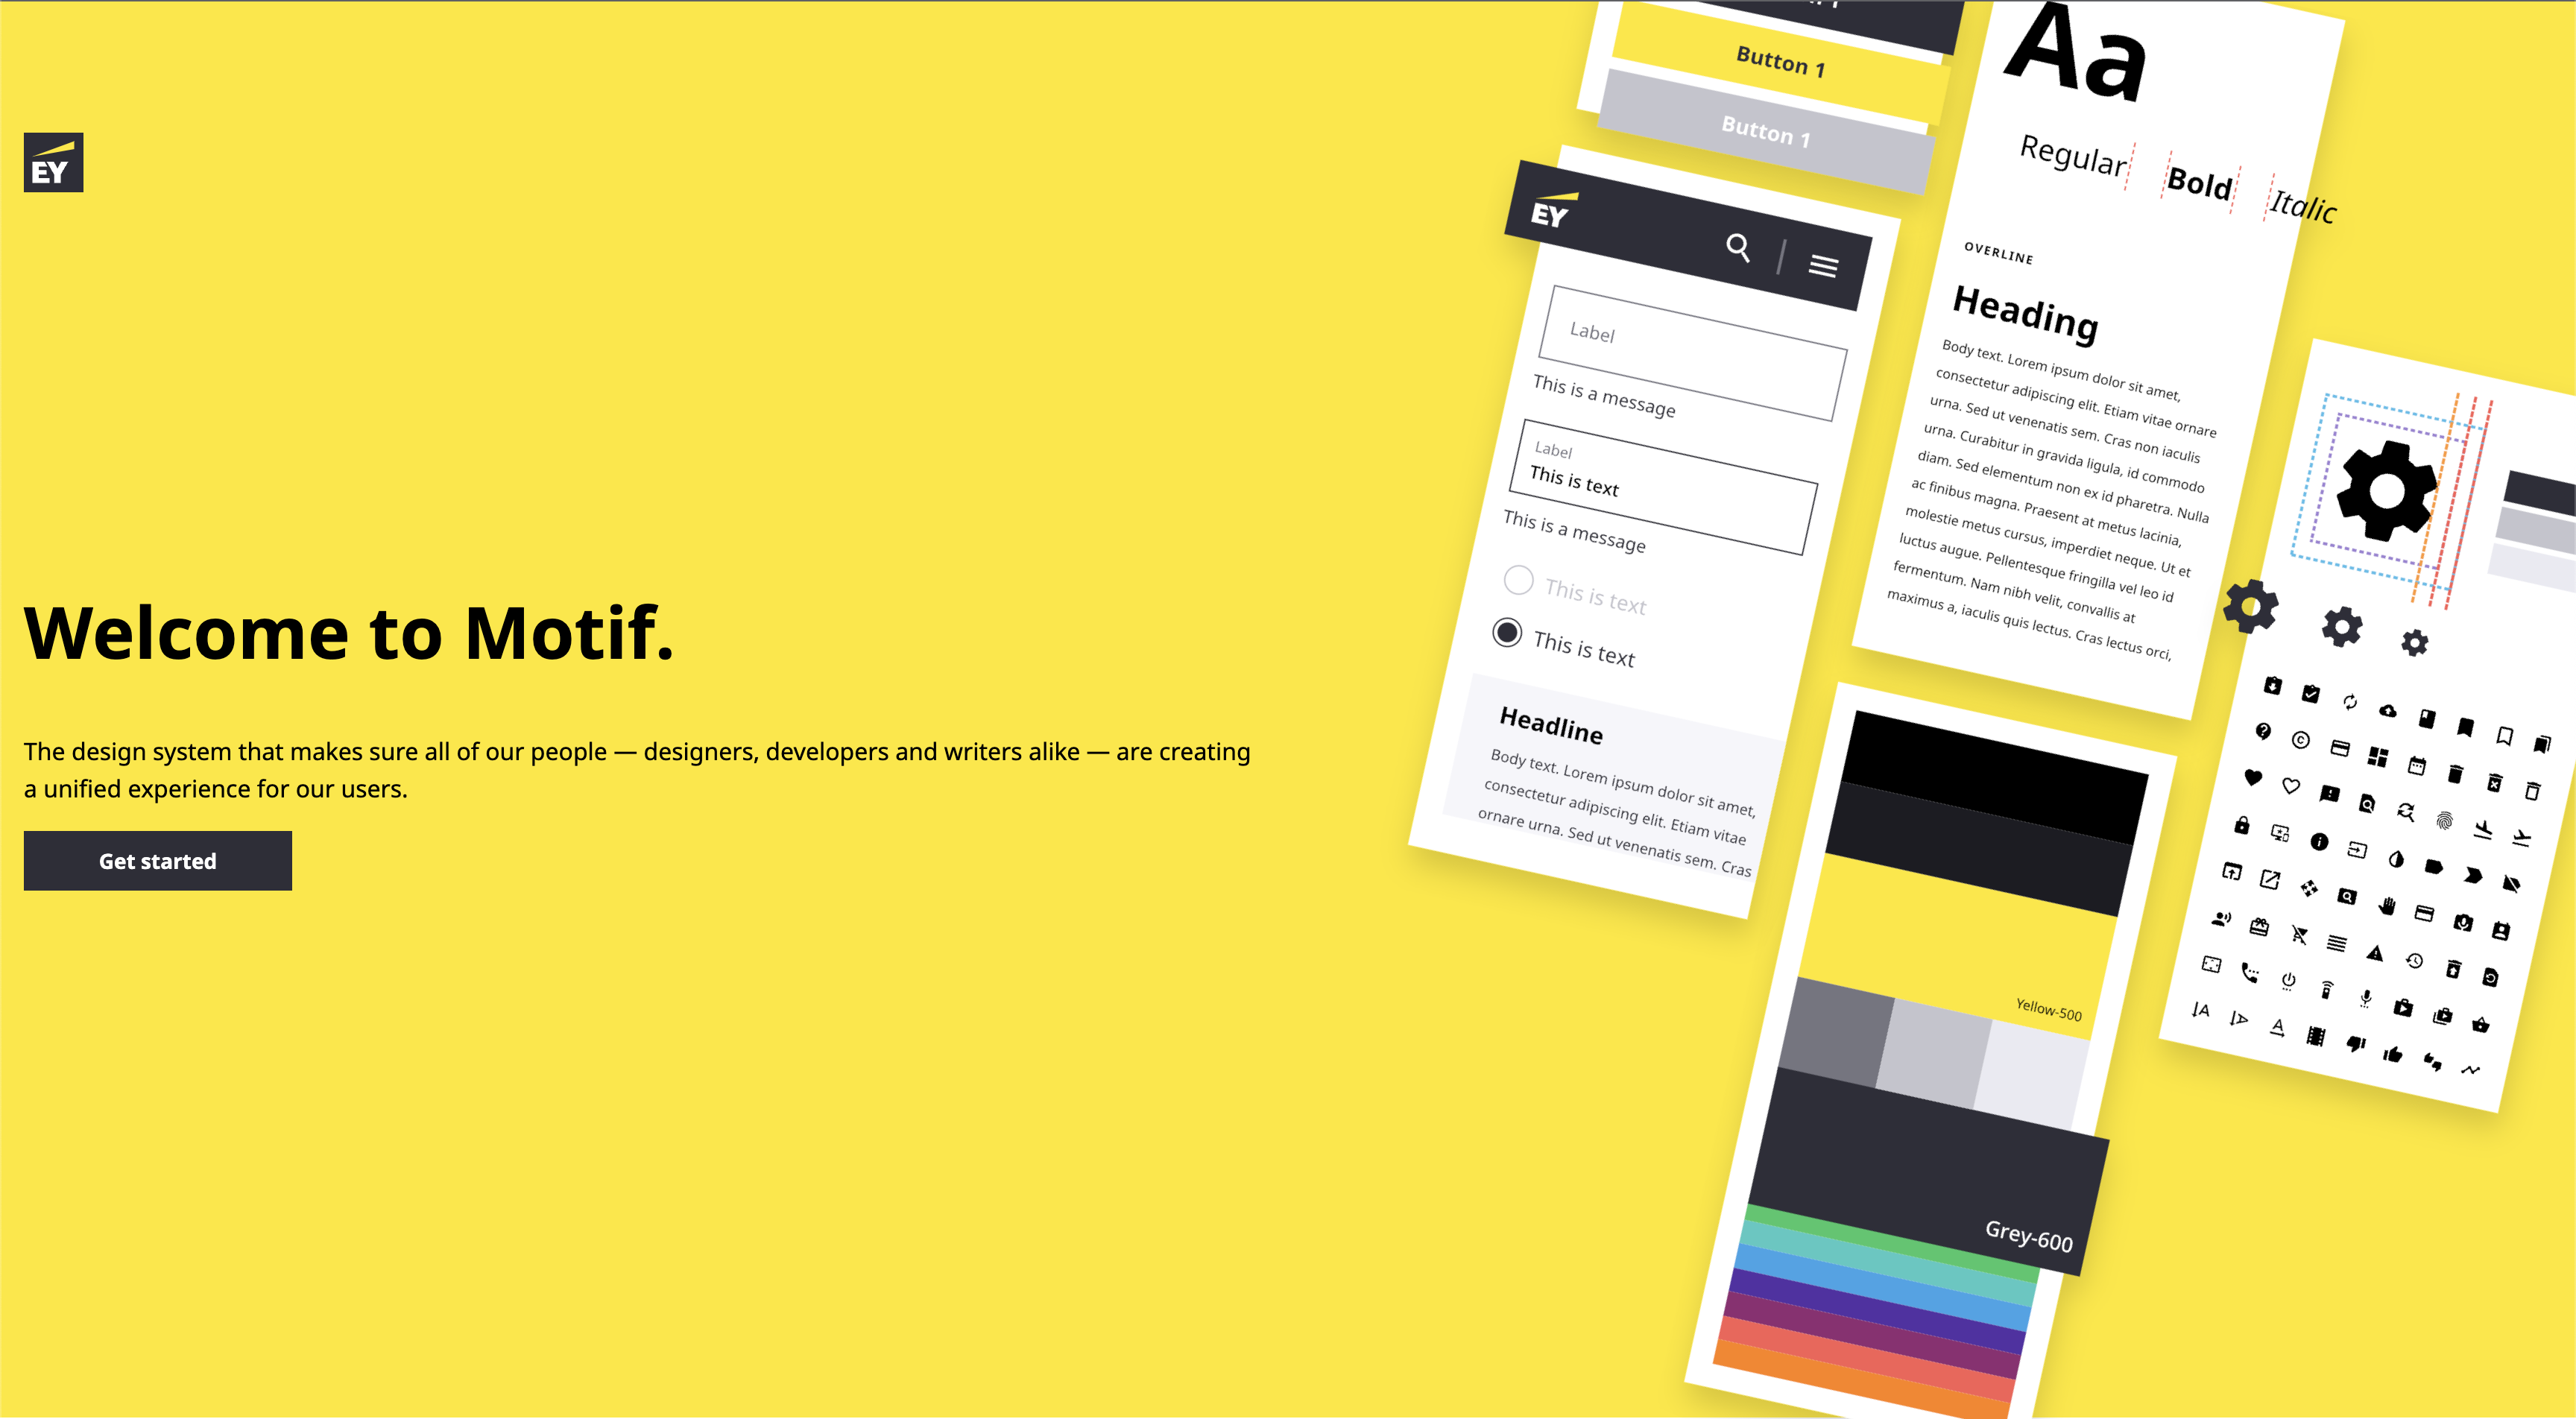 EY
Welcome to Motif.
The design system that makes sure all of our people — designers, developers and writers alike — are creating
a unified experience for our users.
Get started
Button 1
Button 1
EY
Label
This is a message
Label
This is text
This is a message
This is text
This is text
Headline
Body text. Lorem ipsum dolor sit amet,
consectetur adipiscing elit. Etiam vitae
ornare urna. Sed ut venenatis sem. Cras
Aa
Regular
Bold
Italic
OVERLINE
Heading
Body text. Lorem ipsum dolor sit amet,
consectetur adipiscing elit. Etiam vitae ornare
urna. Sed ut venenatis sem. Cras non iaculis
urna. Curabitur in gravida ligula, id commodo
diam. Sed elementum non ex id pharetra. Nulla
ac finibus magna. Praesent at metus lacinia,
molestie metus cursus, imperdiet neque. Ut et
luctus augue. Pellentesque fringilla vel leo id
fermentum. Nam nibh velit, convallis at
maximus a, iaculis quis lectus. Cras lectus orci,
Yellow-500
Grey-600